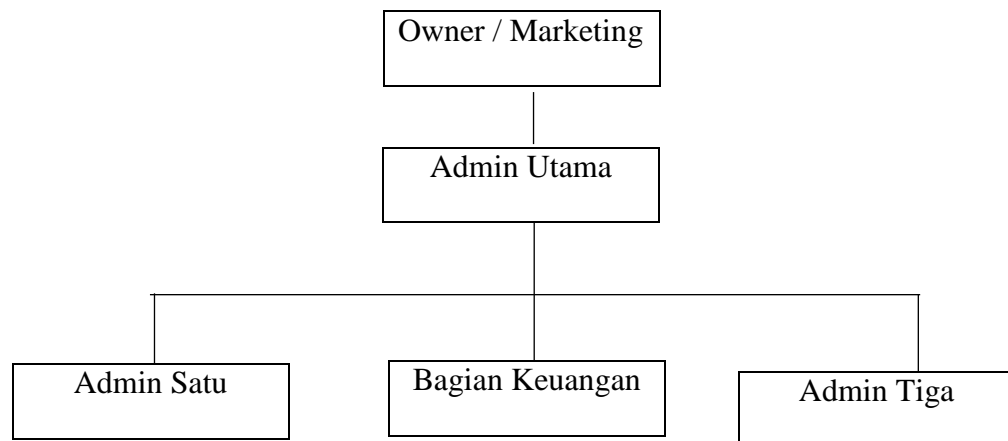 Owner / Marketing
Admin Utama
Admin Satu
Bagian Keuangan
Admin Tiga